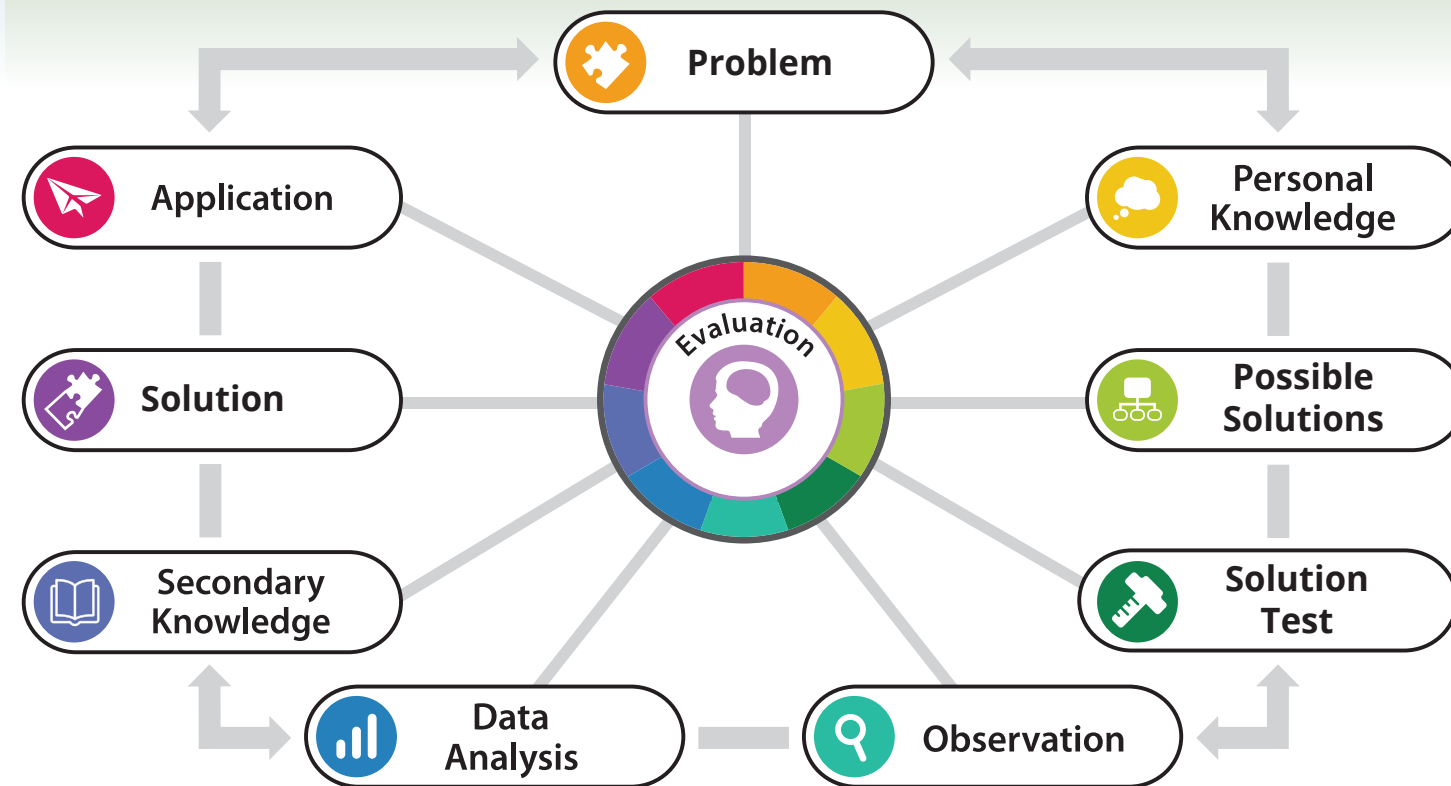 Problem
Application
Personal
Knowledge
Evaluation
Solution
Possible
Solutions
Secondary
Knowledge
Solution
Test
Data
Analysis
Observation